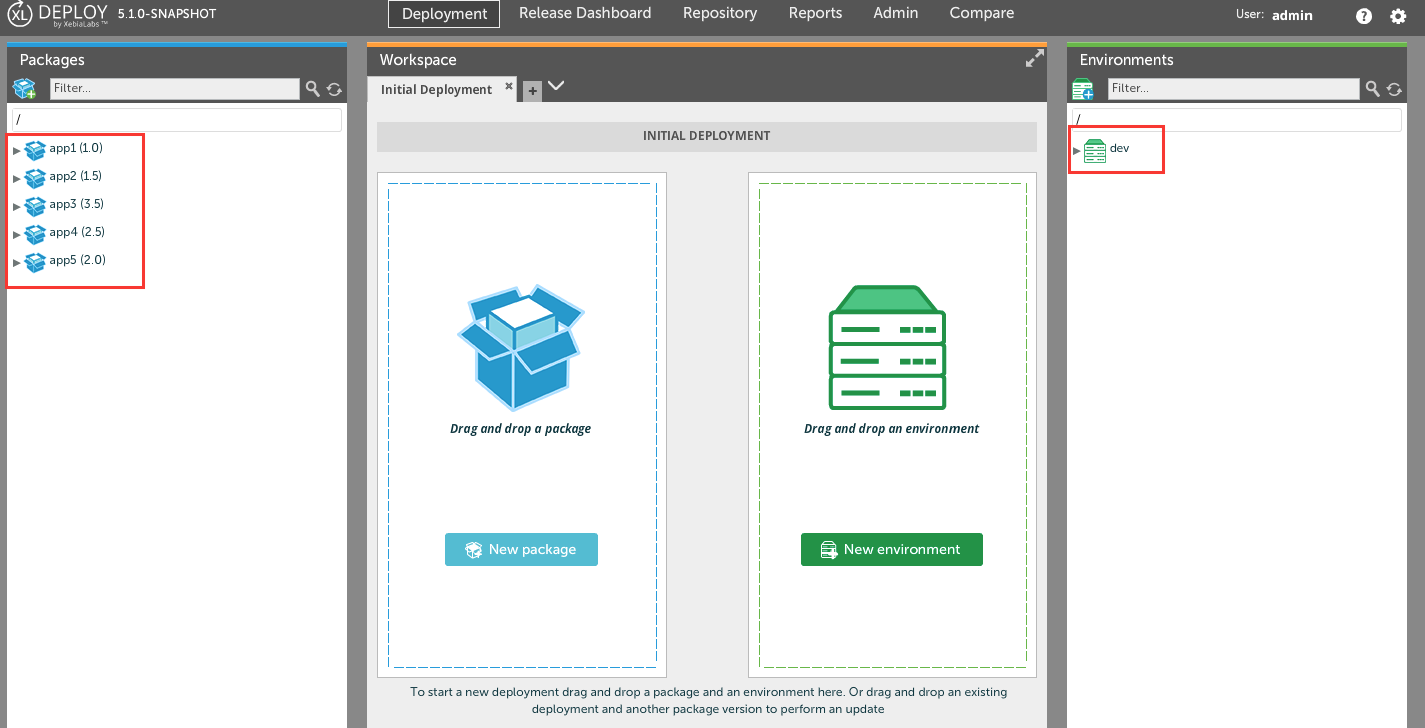 XL DEPLOY by XebiaLabs™ 5.1.0-SNAPSHOT
Deployment Release Dashboard Repository Reports Admin Compare
User: admin ?
Packages
Filter...
/
app1 (1.0)
app2 (1.5)
app3 (3.5)
app4 (2.5)
app5 (2.0)
Workspace
Initial Deployment
INITIAL DEPLOYMENT
Drag and drop a package
New package
Drag and drop an environment
New environment
To start a new deployment drag and drop a package and an environment here. Or drag and drop an existing
deployment and another package version to perform an update
Environments
Filter...
/
dev